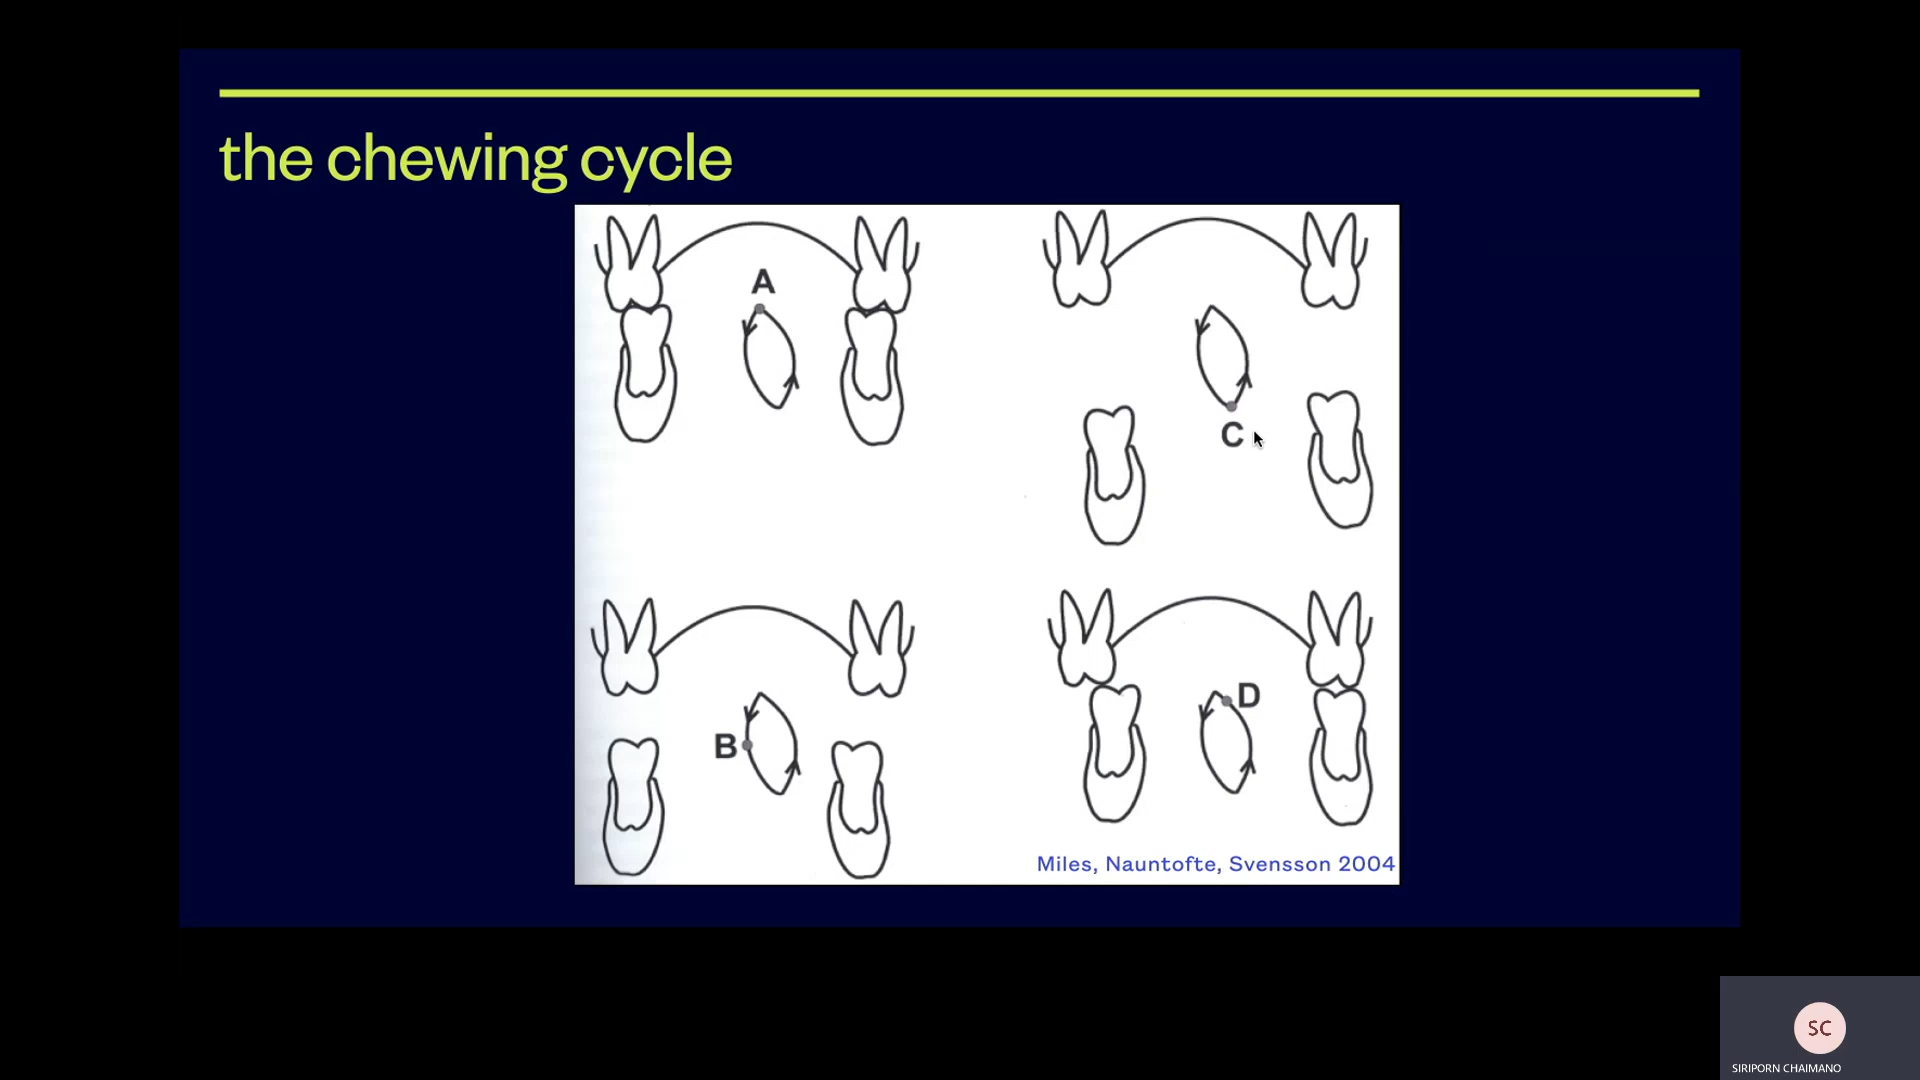 the chewing cycle
A
C
B
D
Miles, Nauntofte, Svensson 2004
SC
SIRIPORN CHAIMANO